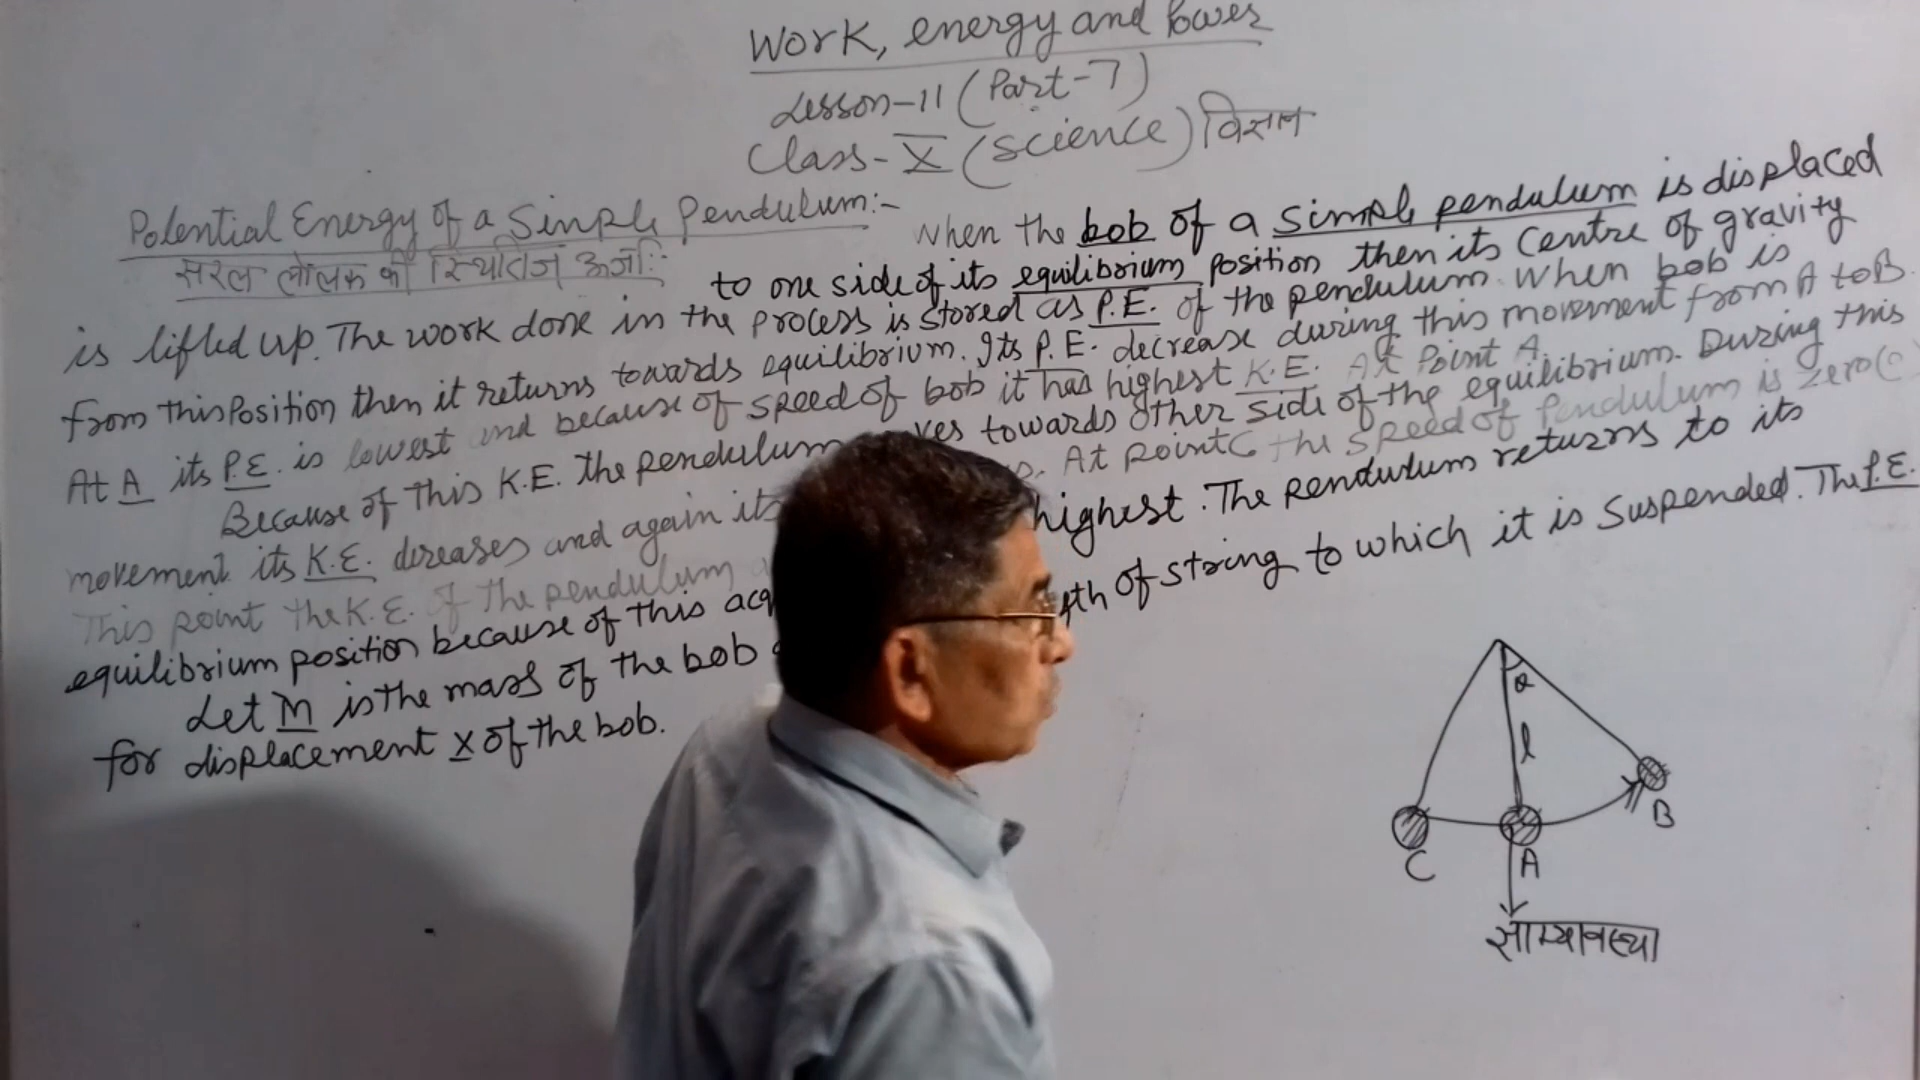 Work, energy and Power
Lesson-11 (Part-7)
Class-X (Science) विज्ञान
Potential Energy of a Simple Pendulum:-
सरल लोलक की स्थितिज ऊर्जा:-
When the bob of a simple pendulum is displaced
to one side of its equilibrium position then its Centre of gravity
is lifted up. The work done in the process is stored as P.E. of the pendulum. When bob is
from this Position then it returns towards equilibrium. Its P.E. decrease during this movement from A to B
At A its P.E. is lowest and because of speed of bob it has highest K.E. At Point A
Because of this K.E. the pendulum towards other side of the equilibrium. During this
movement its K.E. decreases and again its At point C the speed of Pendulum is zero(0)
This point the K.E. of the pendulum highest. The Pendulum returns to its
equilibrium position because of this
Let M is the mass of the bob of string to which it is suspended. The P.E.
for displacement x of the bob.
l
B
C
A
साम्यावस्था